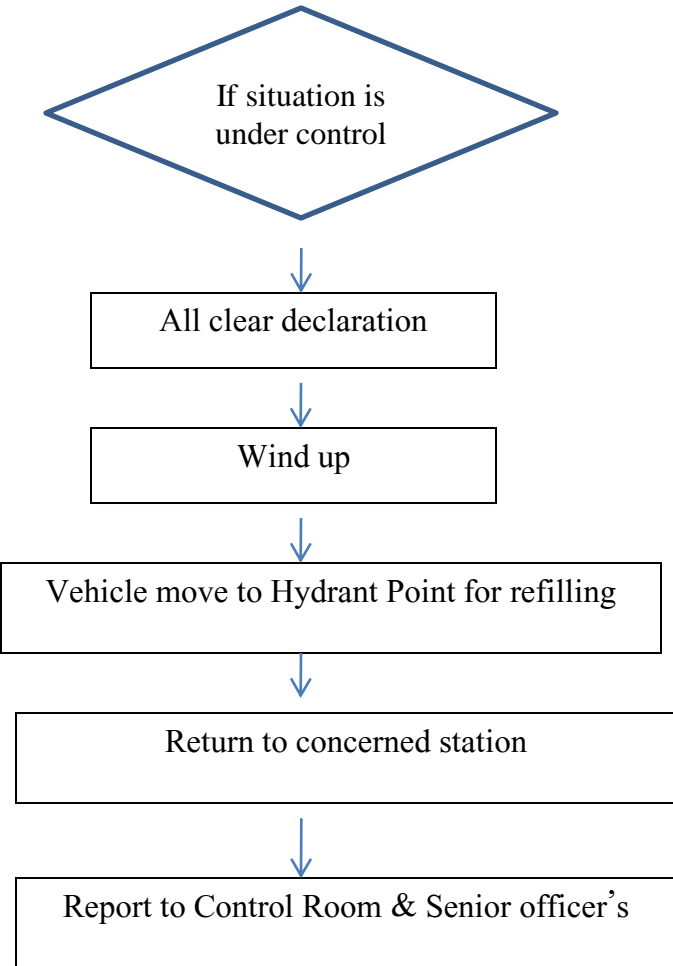 If situation is
under control
All clear declaration
Wind up
Vehicle move to Hydrant Point for refilling
Return to concerned station
Report to Control Room & Senior officer’s